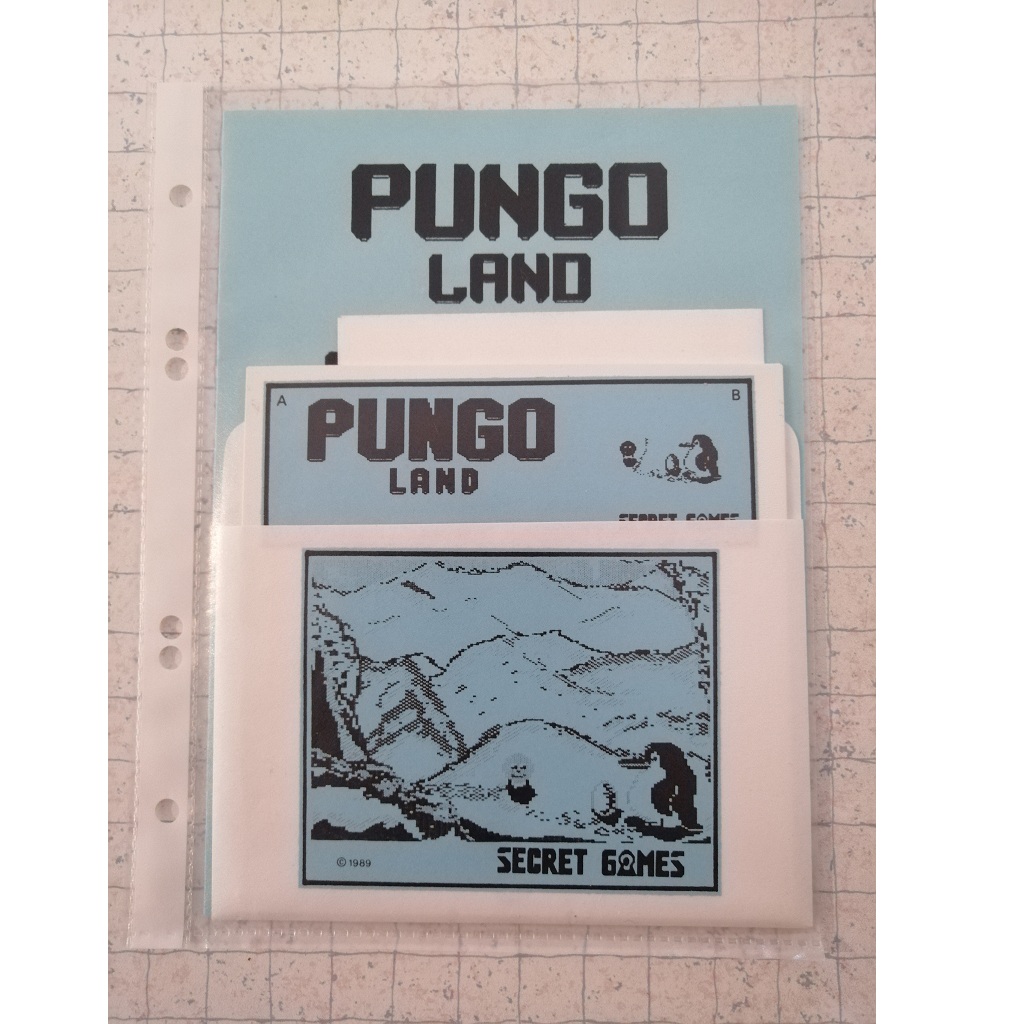 PUNGO
LAND
A
B
PUNGO
LAND
SECRET GAMES
© 1989
SECRET GAMES